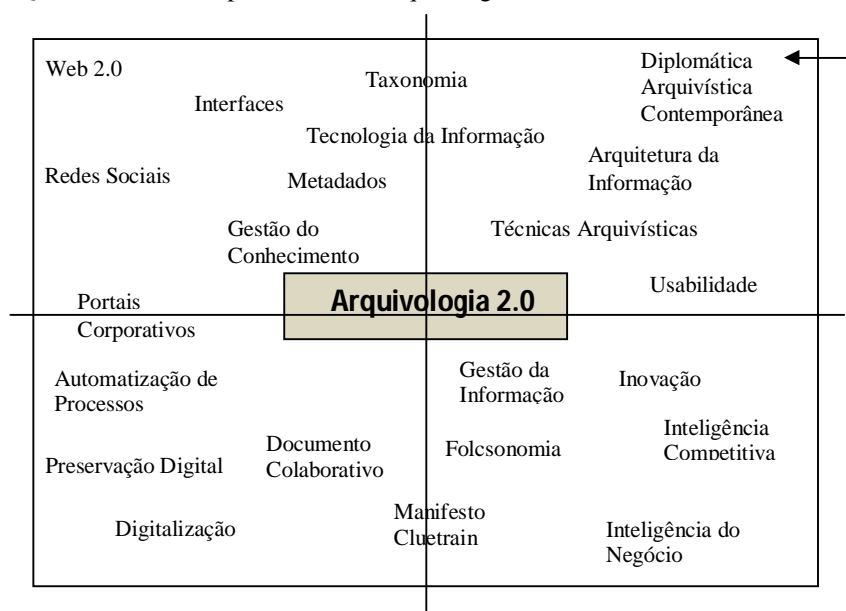 Web 2.0
Taxonomia
Diplomática
Arquivística
Contemporânea
Interfaces
Tecnologia da Informação
Arquitetura da
Informação
Redes Sociais
Metadados
Gestão do
Conhecimento
Técnicas Arquivísticas
Usabilidade
Arquivologia 2.0
Portais
Corporativos
Gestão da
Informação
Inovação
Automatização de
Processos
Inteligência
Competitiva
Documento
Colaborativo
Folcsonomia
Preservação Digital
Manifesto
Cluetrain
Digitalização
Inteligência do
Negócio